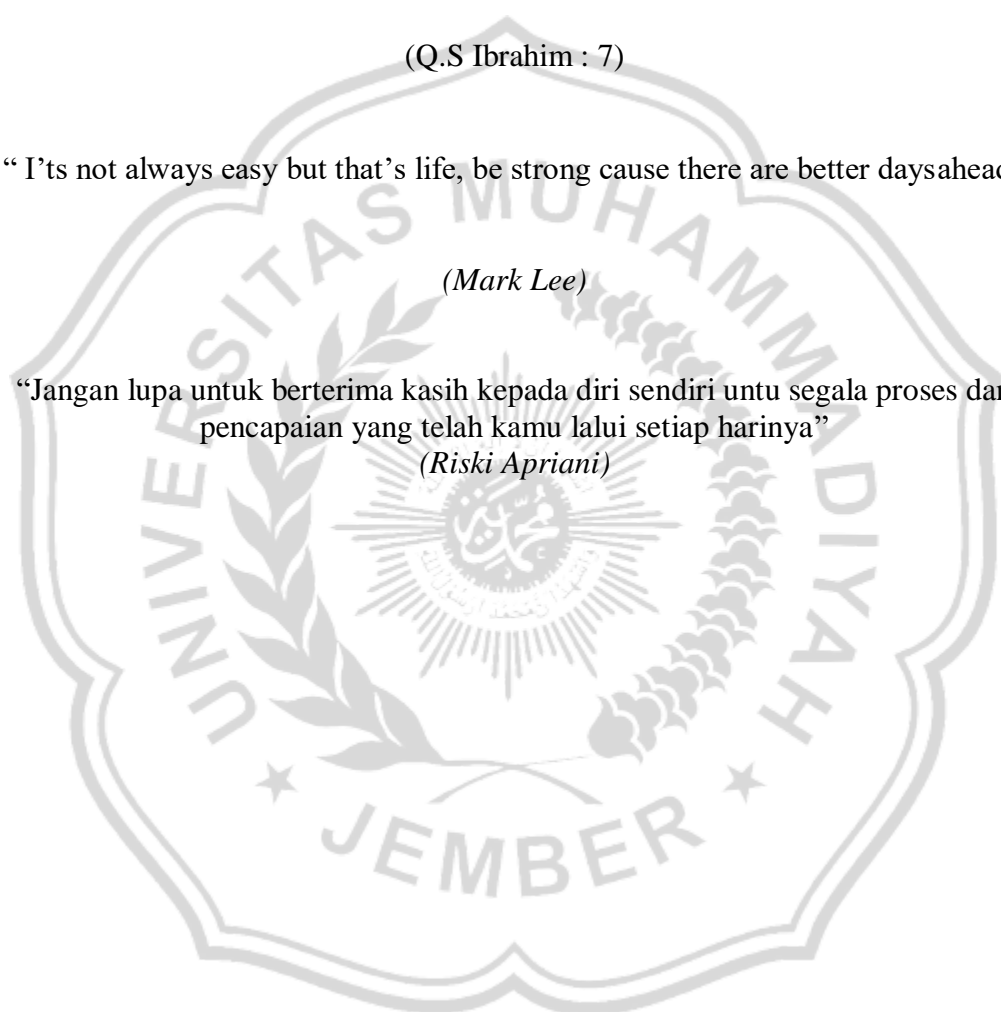 (Q.S Ibrahim : 7)
“ I’ts not always easy but that’s life, be strong cause there are better daysahead
(Mark Lee)
“Jangan lupa untuk berterima kasih kepada diri sendiri untu segala proses dan
pencapaian yang telah kamu lalui setiap harinya”
(Riski Apriani)
UNIVERSITAS MUHAMMADIYAH
JEMBER